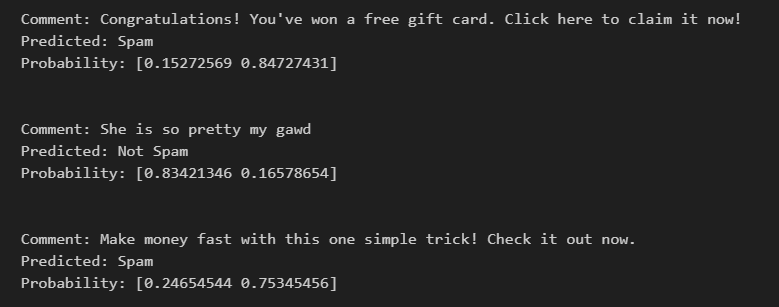 Comment: Congratulations! You've won a free gift card. Click here to claim it now!
Predicted: Spam
Probability: [0.15272569 0.84727431]
Comment: She is so pretty my gawd
Predicted: Not Spam
Probability: [0.83421346 0.16578654]
Comment: Make money fast with this one simple trick! Check it out now.
Predicted: Spam
Probability: [0.24654544 0.75345456]